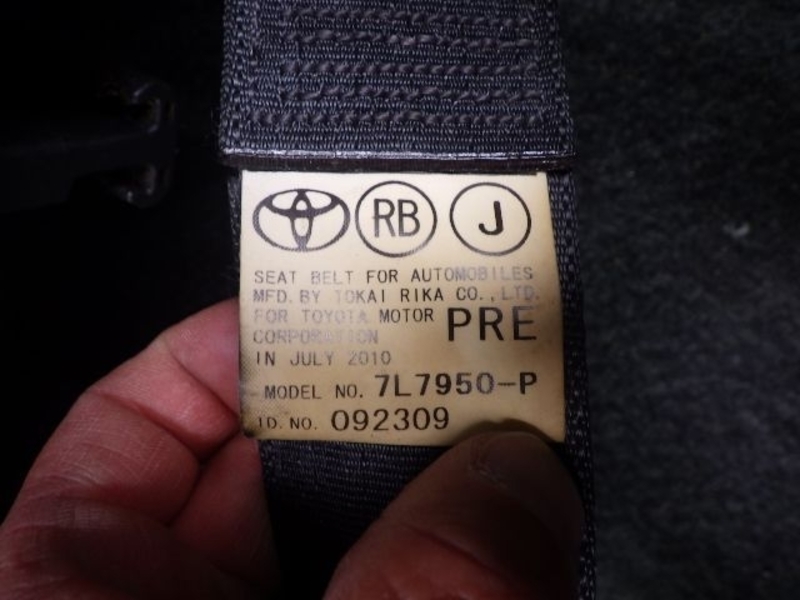 RB J
SEAT BELT FOR AUTOMOBILES
MFD. BY TOKAI RIKA CO., LTD.
FOR TOYOTA MOTOR PRE
CORPORATION
IN JULY 2010
MODEL NO. 7L7950-P
ID. NO. 092309